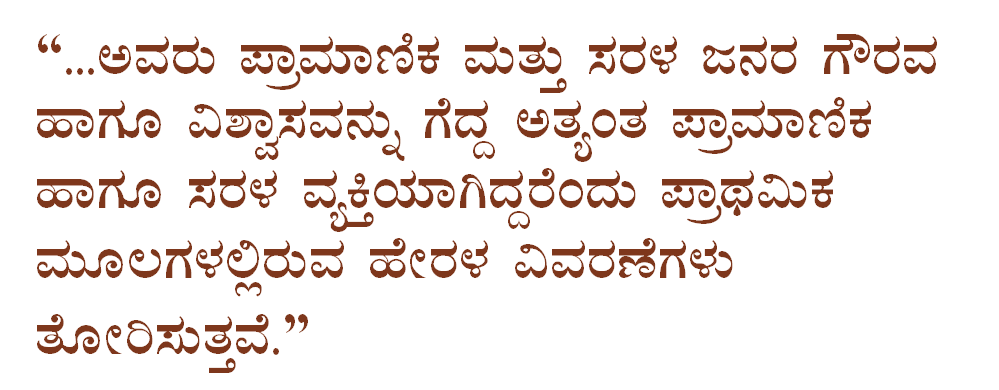 “...ಅವರು ಪ್ರಾಮಾಣಿಕ ಮತ್ತು ಸರಳ ಜನರ ಗೌರವ
ಹಾಗೂ ವಿಶ್ವಾಸವನ್ನು ಗೆದ್ದ ಅತ್ಯಂತ ಪ್ರಾಮಾಣಿಕ
ಹಾಗೂ ಸರಳ ವ್ಯಕ್ತಿಯಾಗಿದ್ದರೆಂದು ಪ್ರಾಥಮಿಕ
ಮೂಲಗಳಲ್ಲಿರುವ ಹೇರಳ ವಿವರಣೆಗಳು
ತೋರಿಸುತ್ತವೆ.”